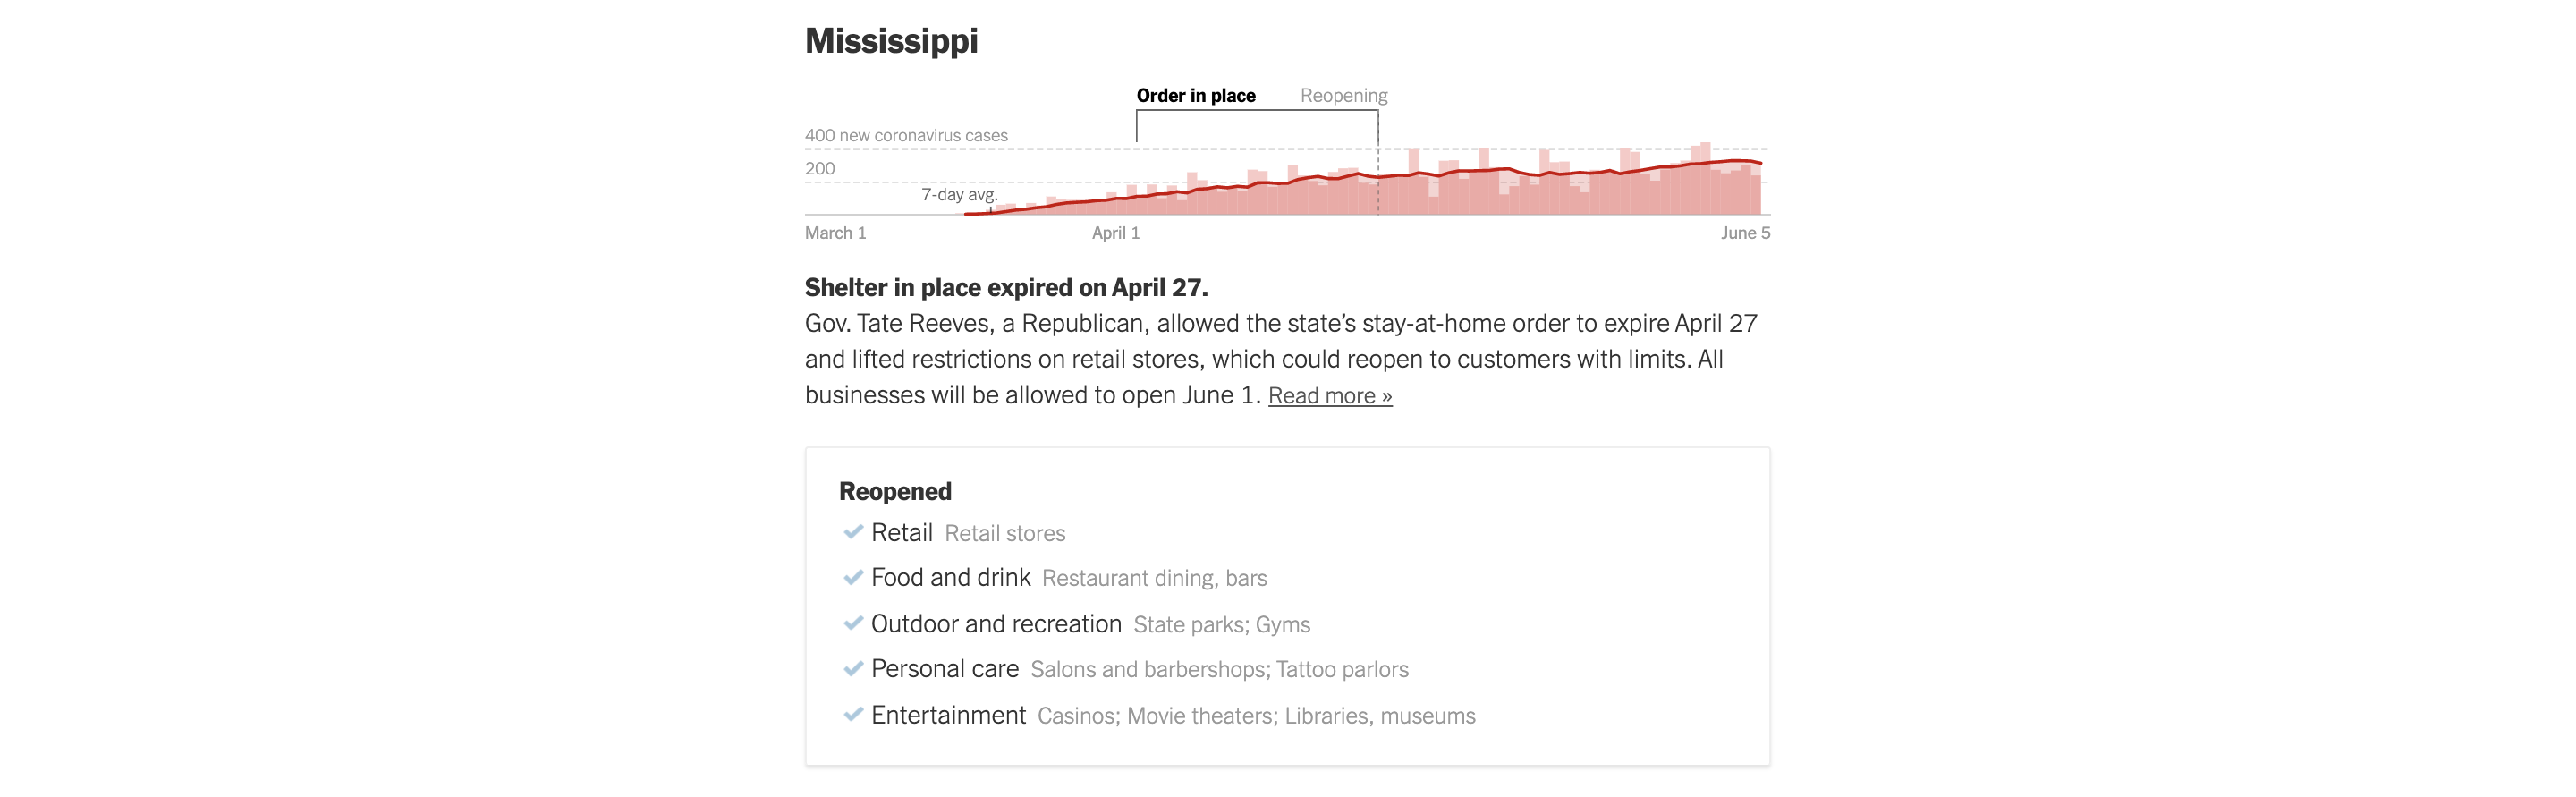 Mississippi
Order in place
Reopening
400 new coronavirus cases
200
7-day avg.
March 1
April 1
June 5
Shelter in place expired on April 27.
Gov. Tate Reeves, a Republican, allowed the state’s stay-at-home order to expire April 27
and lifted restrictions on retail stores, which could reopen to customers with limits. All
businesses will be allowed to open June 1. Read more »
Reopened
Retail Retail stores
Food and drink Restaurant dining, bars
Outdoor and recreation State parks; Gyms
Personal care Salons and barbershops; Tattoo parlors
Entertainment Casinos; Movie theaters; Libraries, museums